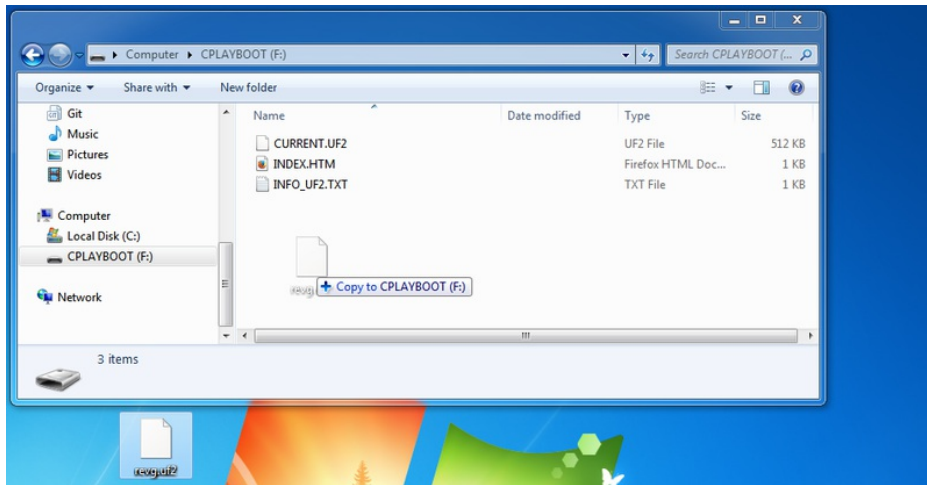 Computer ▸ CPLAYBOOT (F:)
Search CPLAYBOOT (...
Organize
Share with
New folder
Name
Date modified
Type
Size
Git
Music
Pictures
Videos
Computer
Local Disk (C:)
CPLAYBOOT (F:)
Network
CURRENT.UF2 UF2 File 512 KB
INDEX.HTM Firefox HTML Doc... 1 KB
INFO_UF2.TXT TXT File 1 KB
Copy to CPLAYBOOT (F:)
3 items
revg.uf2